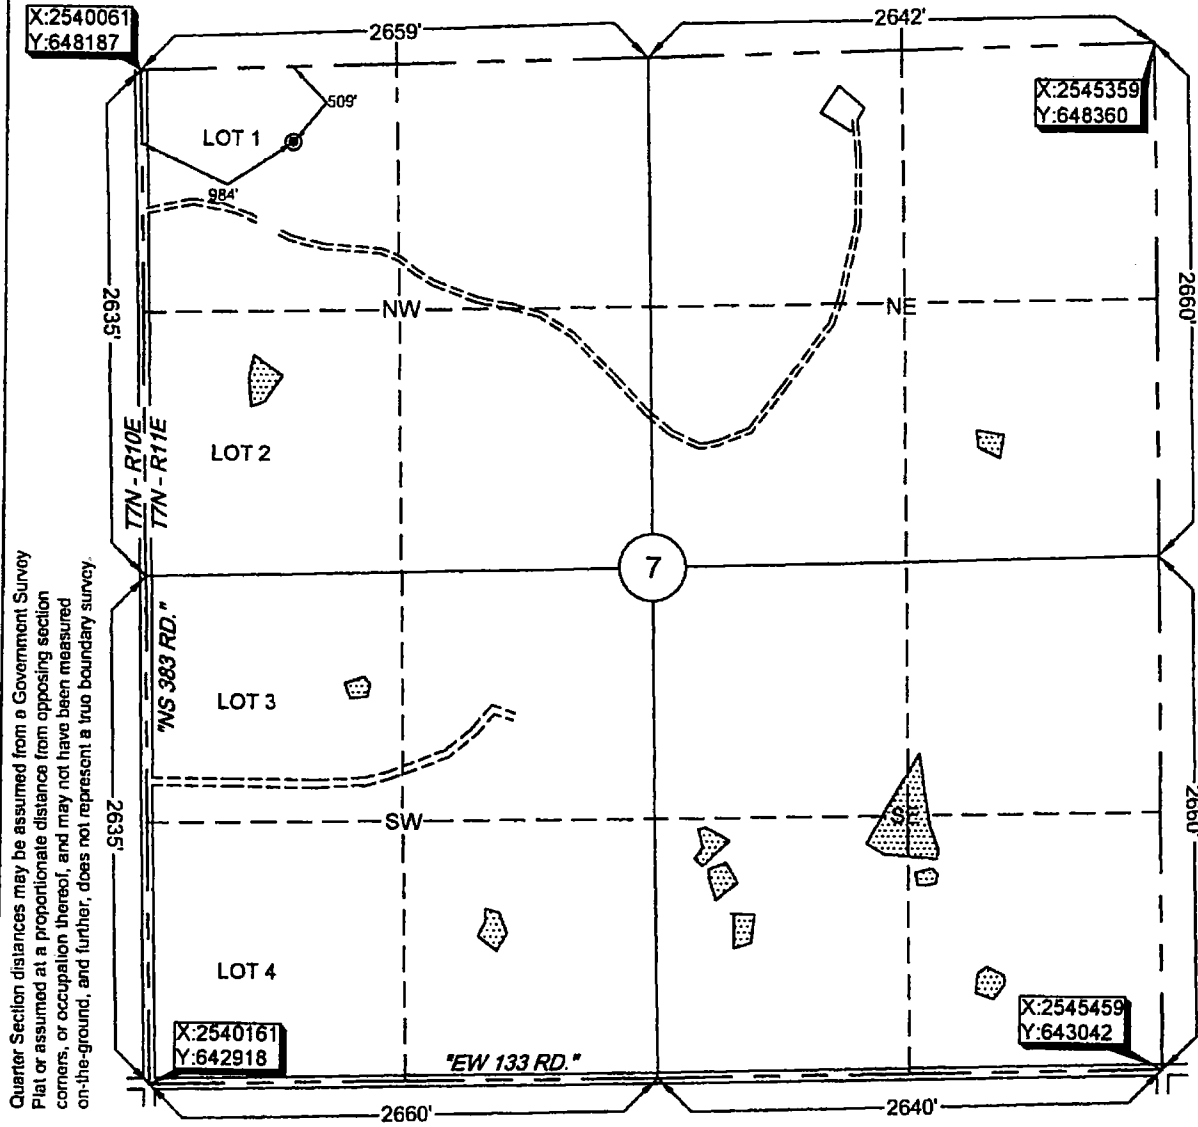 X:2540061
Y:648187
2659'
2642'
X:2545359
Y:648360
509'
LOT 1
984'
2635'
NW
NE
2660'
T7N - R10E
T7N - R11E
LOT 2
7
"NS 383 RD."
LOT 3
2635'
SW
SE
2660'
LOT 4
X:2540161
Y:642918
"EW 133 RD."
X:2545459
Y:643042
2660'
2640'
Quarter Section distances may be assumed from a Government Survey
Plat or assumed at a proportionate distance from opposing section
corners, or occupation thereof, and may not have been measured
on-the-ground, and further, does not represent a true boundary survey.